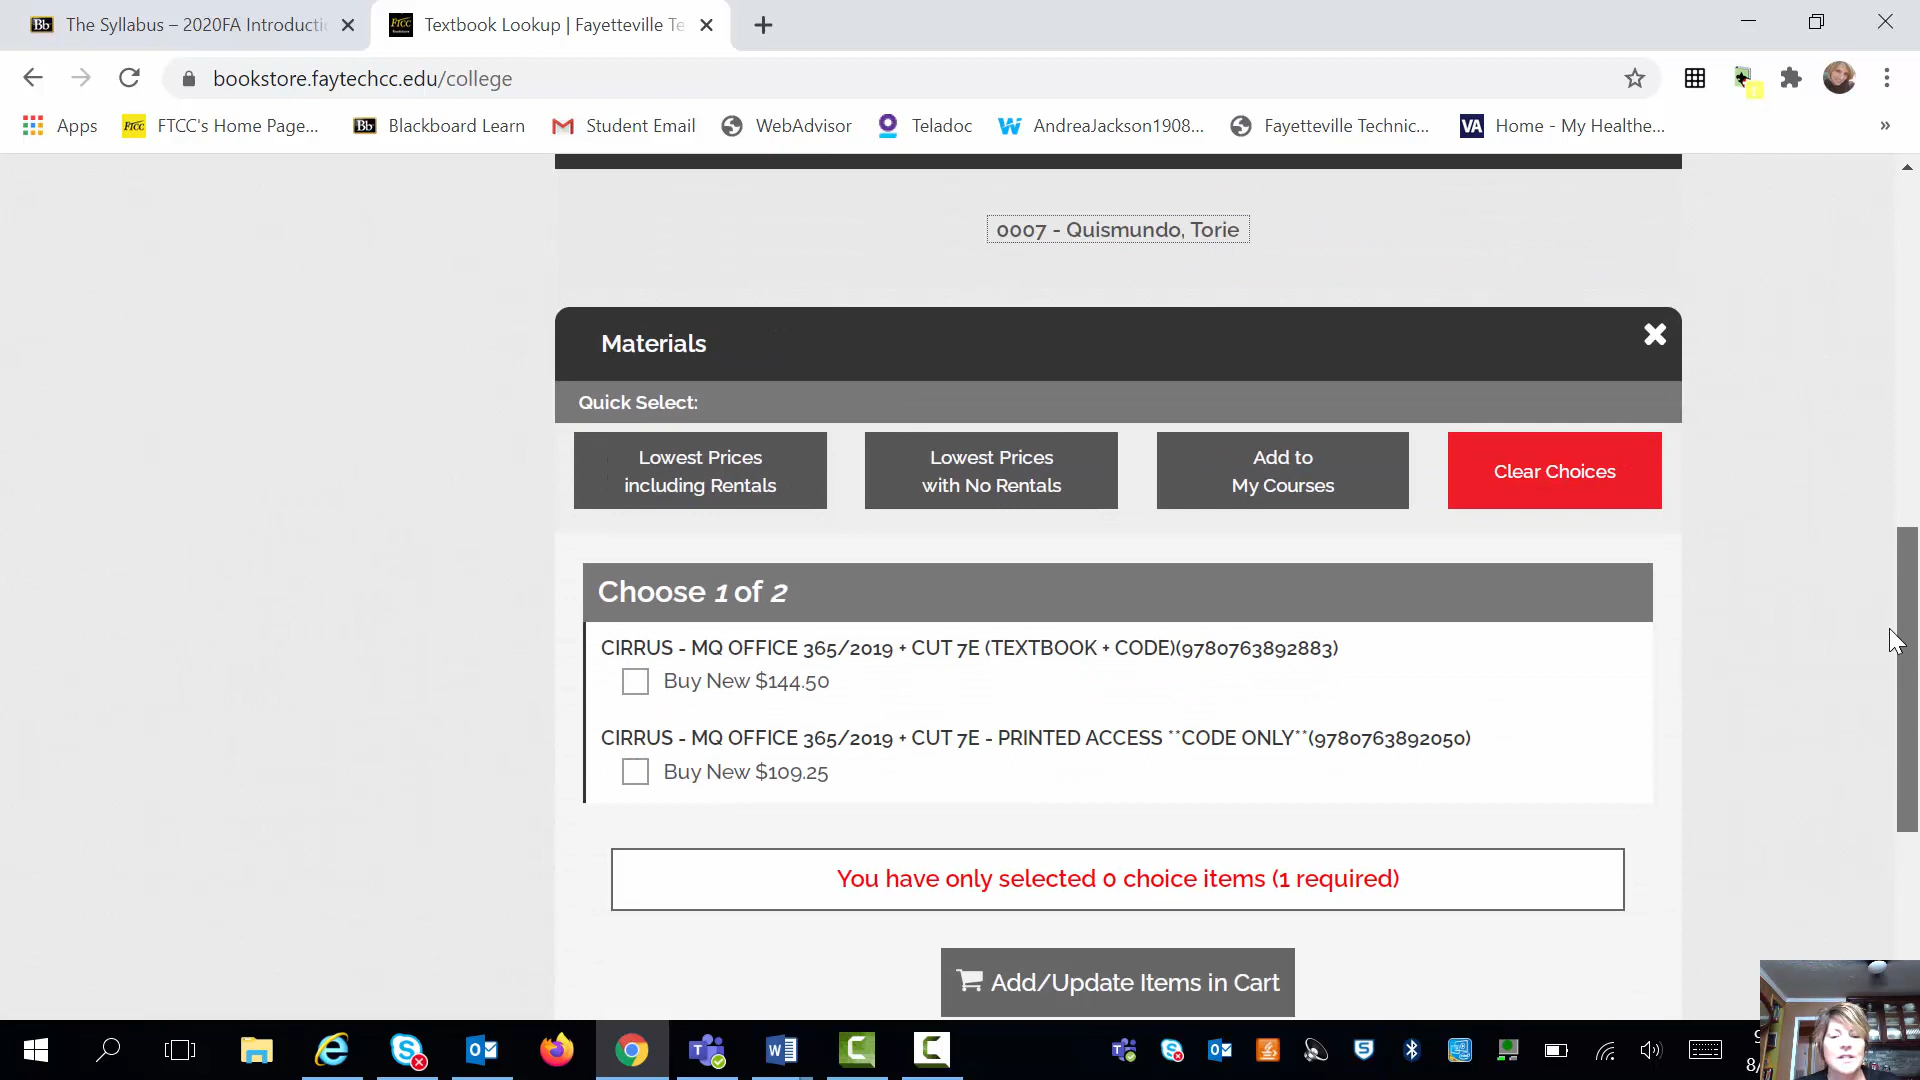 The Syllabus – 2020FA Introducti
Textbook Lookup | Fayetteville Te
bookstore.faytechcc.edu/college
Apps
FTCC's Home Page...
Blackboard Learn
Student Email
WebAdvisor
Teladoc
AndreaJackson1908...
Fayetteville Technic...
VA
Home - My Healthe...
»
0007 - Quismundo, Torie
Materials
Quick Select:
Lowest Prices
including Rentals
Lowest Prices
with No Rentals
Add to
My Courses
Clear Choices
Choose 1 of 2
CIRRUS - MQ OFFICE 365/2019 + CUT 7E (TEXTBOOK + CODE)(9780763892883)
Buy New $144.50
CIRRUS - MQ OFFICE 365/2019 + CUT 7E - PRINTED ACCESS **CODE ONLY**(9780763892050)
Buy New $109.25
You have only selected 0 choice items (1 required)
Add/Update Items in Cart